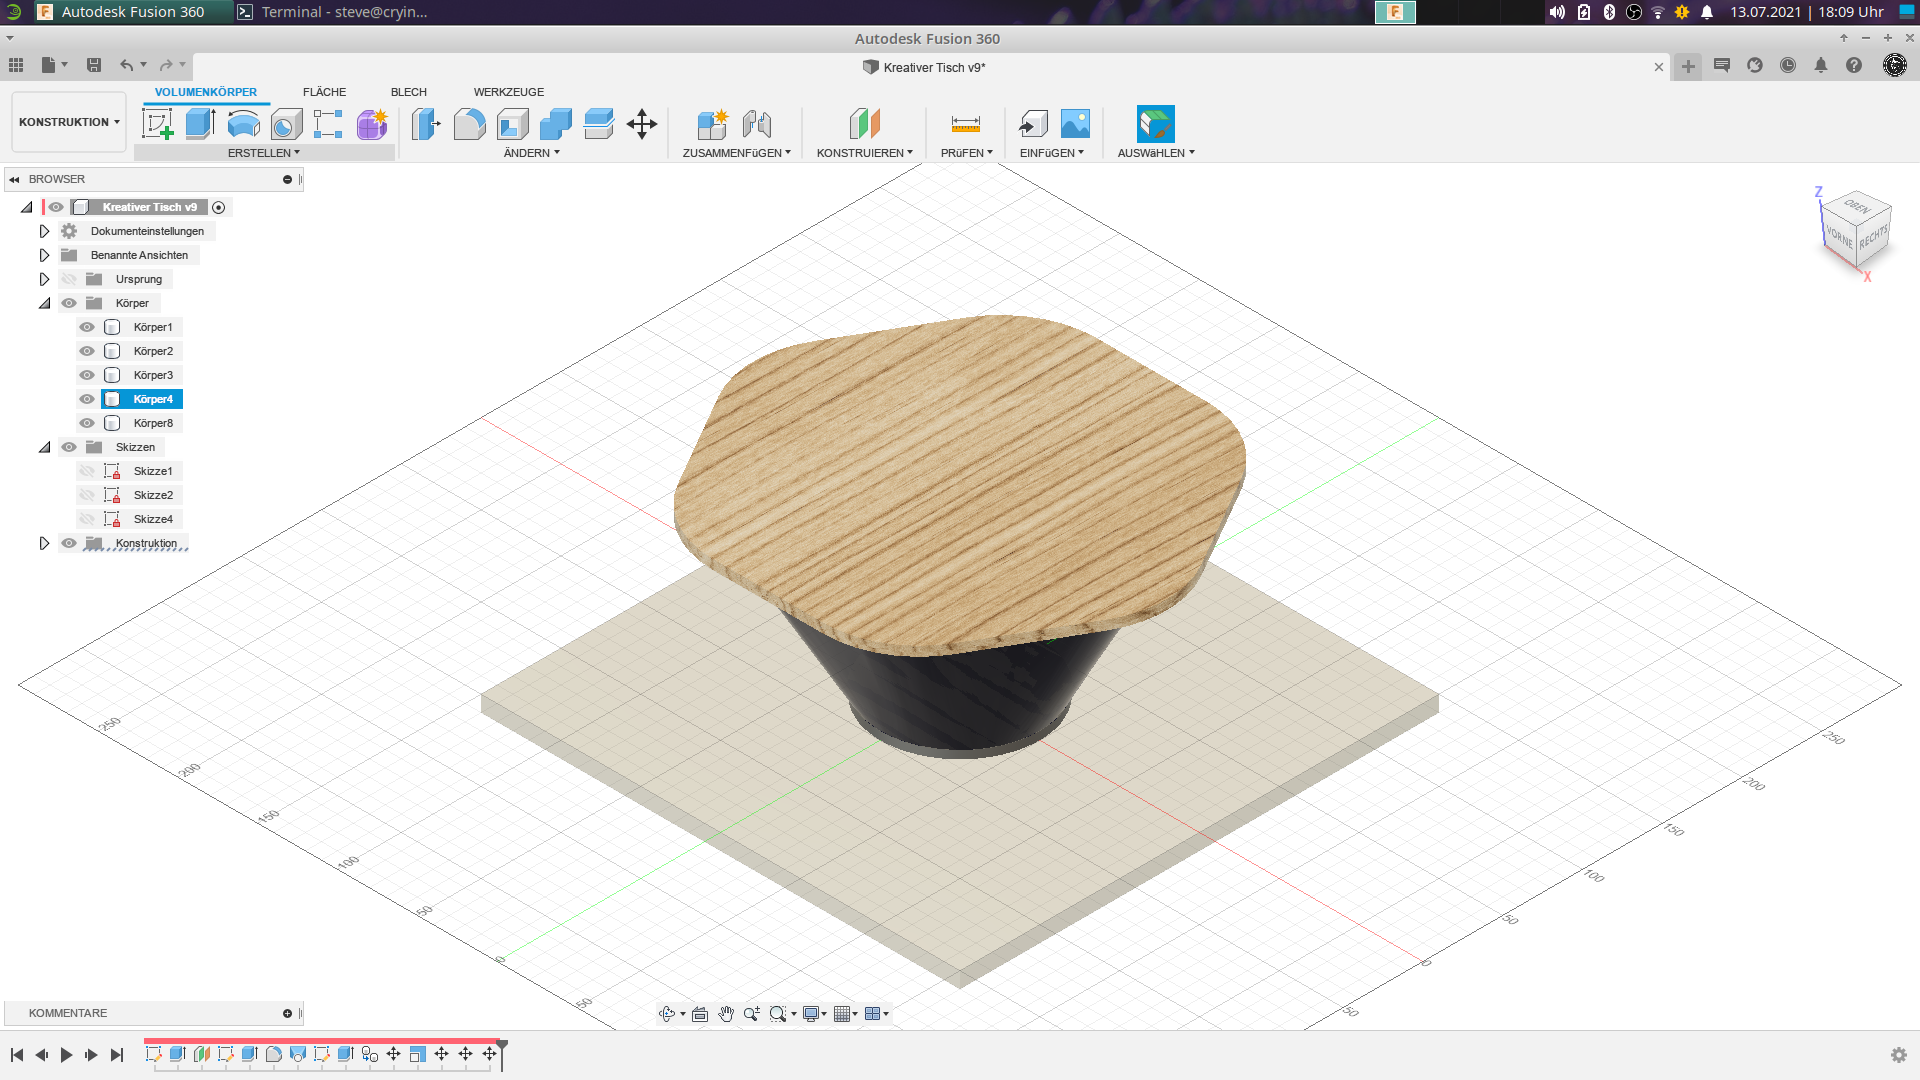 Autodesk Fusion 360
Terminal - steve@cryin...
13.07.2021 | 18:09 Uhr
Autodesk Fusion 360
Kreativer Tisch v9*
KONSTRUKTION
VOLUMENKÖRPER
FLÄCHE
BLECH
WERKZEUGE
ERSTELLEN
ÄNDERN
ZUSAMMENFüGEN
KONSTRUIEREN
PRüFEN
EINFüGEN
AUSWäHLEN
BROWSER
Kreativer Tisch v9
Dokumenteinstellungen
Benannte Ansichten
Ursprung
Körper
Körper1
Körper2
Körper3
Körper4
Körper8
Skizzen
Skizze1
Skizze2
Skizze4
Konstruktion
Z
OBEN
VORNE
RECHTS
X
250
200
150
100
50
0
50
250
200
150
100
50
0
50
KOMMENTARE